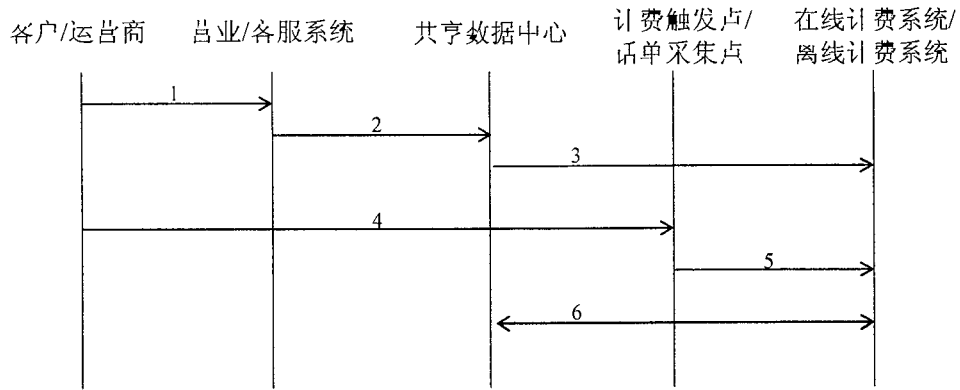 客户/运营商
营业/客服系统
共享数据中心
计费触发点/
话单采集点
在线计费系统/
离线计费系统
1
2
3
4
5
6